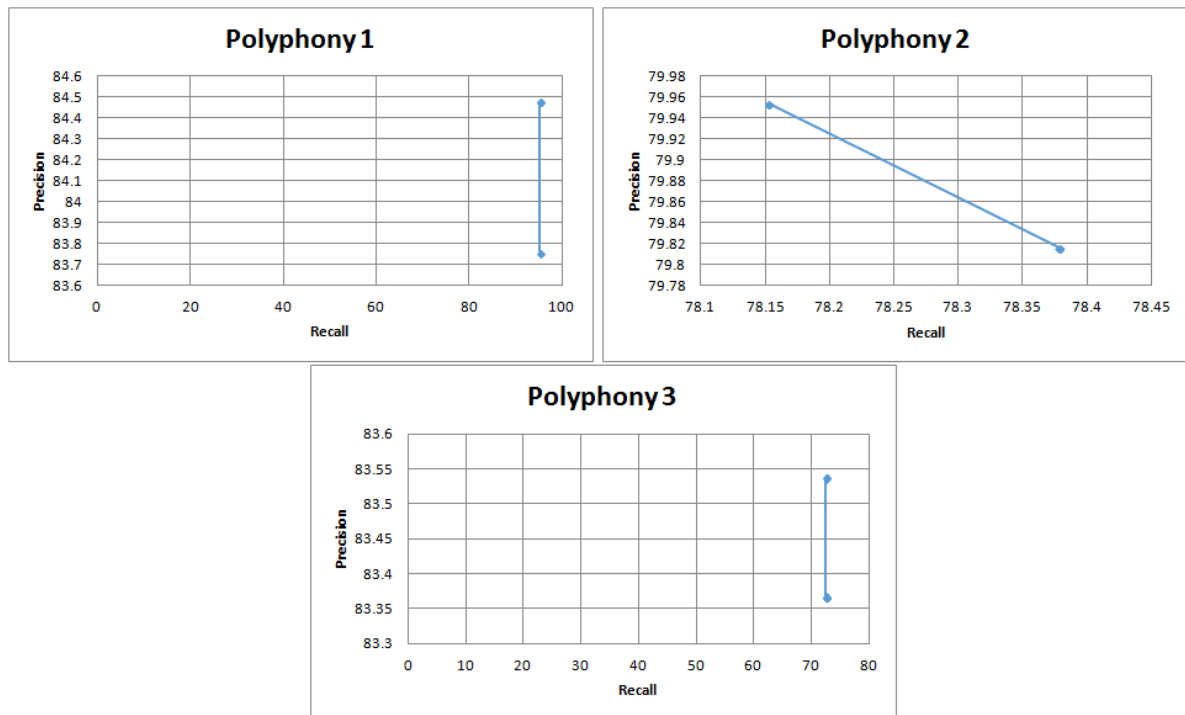 Polyphony 1
84.6
84.5
84.4
84.3
84.2
84.1
84
83.9
83.8
83.7
83.6
Precision
0 20 40 60 80 100
Recall
Polyphony 2
79.98
79.96
79.94
79.92
79.9
79.88
79.86
79.84
79.82
79.8
79.78
Precision
78.1 78.15 78.2 78.25 78.3 78.35 78.4 78.45
Recall
Polyphony 3
83.6
83.55
83.5
83.45
83.4
83.35
83.3
Precision
0 10 20 30 40 50 60 70 80
Recall